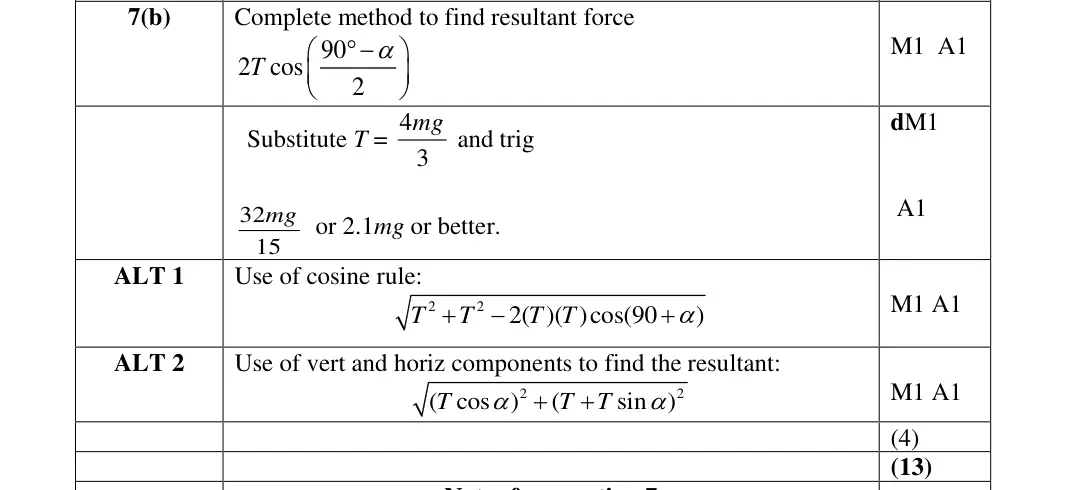 7(b) Complete method to find resultant force
2T cos((90° − α)/2) M1 A1
Substitute T = 4mg/3 and trig dM1
32mg/15 or 2.1mg or better. A1
ALT 1 Use of cosine rule:
√(T² + T² − 2(T)(T)cos(90 + α)) M1 A1
ALT 2 Use of vert and horiz components to find the resultant:
√((T cos α)² + (T + T sin α)²) M1 A1
(4)
(13)